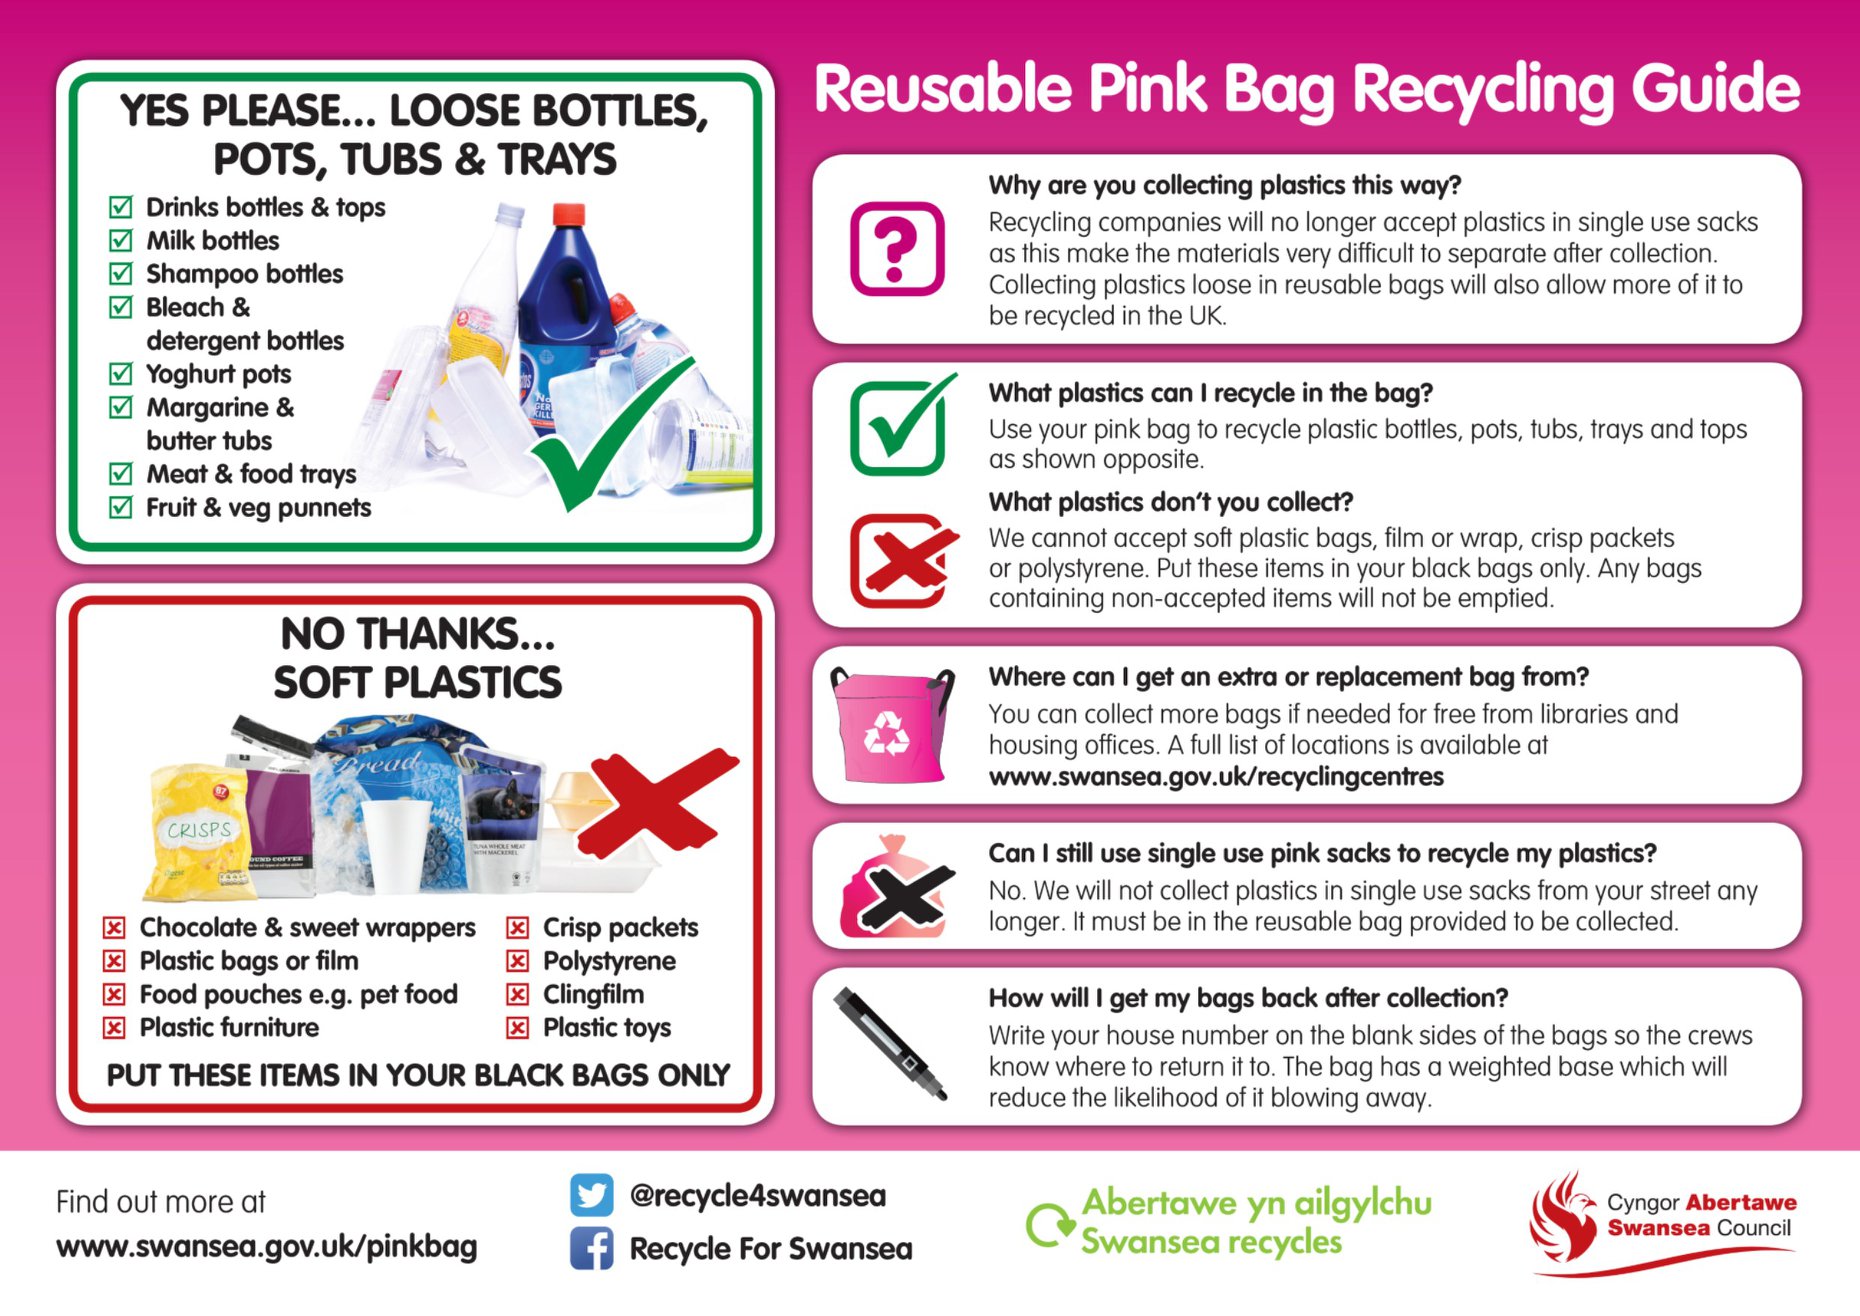 Reusable Pink Bag Recycling Guide
YES PLEASE... LOOSE BOTTLES,
POTS, TUBS & TRAYS
Drinks bottles & tops
Milk bottles
Shampoo bottles
Bleach &
detergent bottles
Yoghurt pots
Margarine &
butter tubs
Meat & food trays
Fruit & veg punnets
NO THANKS...
SOFT PLASTICS
CRISPS
Bread
Chocolate & sweet wrappers
Plastic bags or film
Food pouches e.g. pet food
Plastic furniture
Crisp packets
Polystyrene
Clingfilm
Plastic toys
PUT THESE ITEMS IN YOUR BLACK BAGS ONLY
Why are you collecting plastics this way?
Recycling companies will no longer accept plastics in single use sacks
as this make the materials very difficult to separate after collection.
Collecting plastics loose in reusable bags will also allow more of it to
be recycled in the UK.
What plastics can I recycle in the bag?
Use your pink bag to recycle plastic bottles, pots, tubs, trays and tops
as shown opposite.
What plastics don't you collect?
We cannot accept soft plastic bags, film or wrap, crisp packets
or polystyrene. Put these items in your black bags only. Any bags
containing non-accepted items will not be emptied.
Where can I get an extra or replacement bag from?
You can collect more bags if needed for free from libraries and
housing offices. A full list of locations is available at
www.swansea.gov.uk/recyclingcentres
Can I still use single use pink sacks to recycle my plastics?
No. We will not collect plastics in single use sacks from your street any
longer. It must be in the reusable bag provided to be collected.
How will I get my bags back after collection?
Write your house number on the blank sides of the bags so the crews
know where to return it to. The bag has a weighted base which will
reduce the likelihood of it blowing away.
Find out more at
www.swansea.gov.uk/pinkbag
@recycle4swansea
Recycle For Swansea
Abertawe yn ailgylchu
Swansea recycles
Cyngor Abertawe
Swansea Council